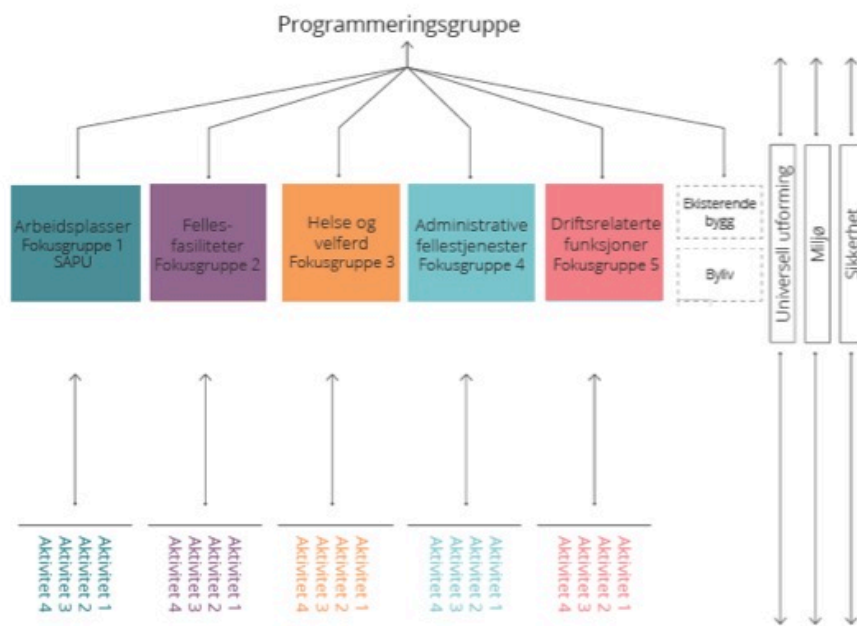 Programmeringsgruppe
Arbeidsplasser
Fokusgruppe 1
SAPU
Felles-
fasiliteter
Fokusgruppe 2
Helse og
velferd
Fokusgruppe 3
Administrative
fellestjenester
Fokusgruppe 4
Driftsrelaterte
funksjoner
Fokusgruppe 5
Ekisterende
bygg
Byliv
Universell utforming
Miljø
Sikkerhet
Aktivitet 1
Aktivitet 2
Aktivitet 3
Aktivitet 4
Aktivitet 1
Aktivitet 2
Aktivitet 3
Aktivitet 4
Aktivitet 1
Aktivitet 2
Aktivitet 3
Aktivitet 4
Aktivitet 1
Aktivitet 2
Aktivitet 3
Aktivitet 4
Aktivitet 1
Aktivitet 2
Aktivitet 3
Aktivitet 4